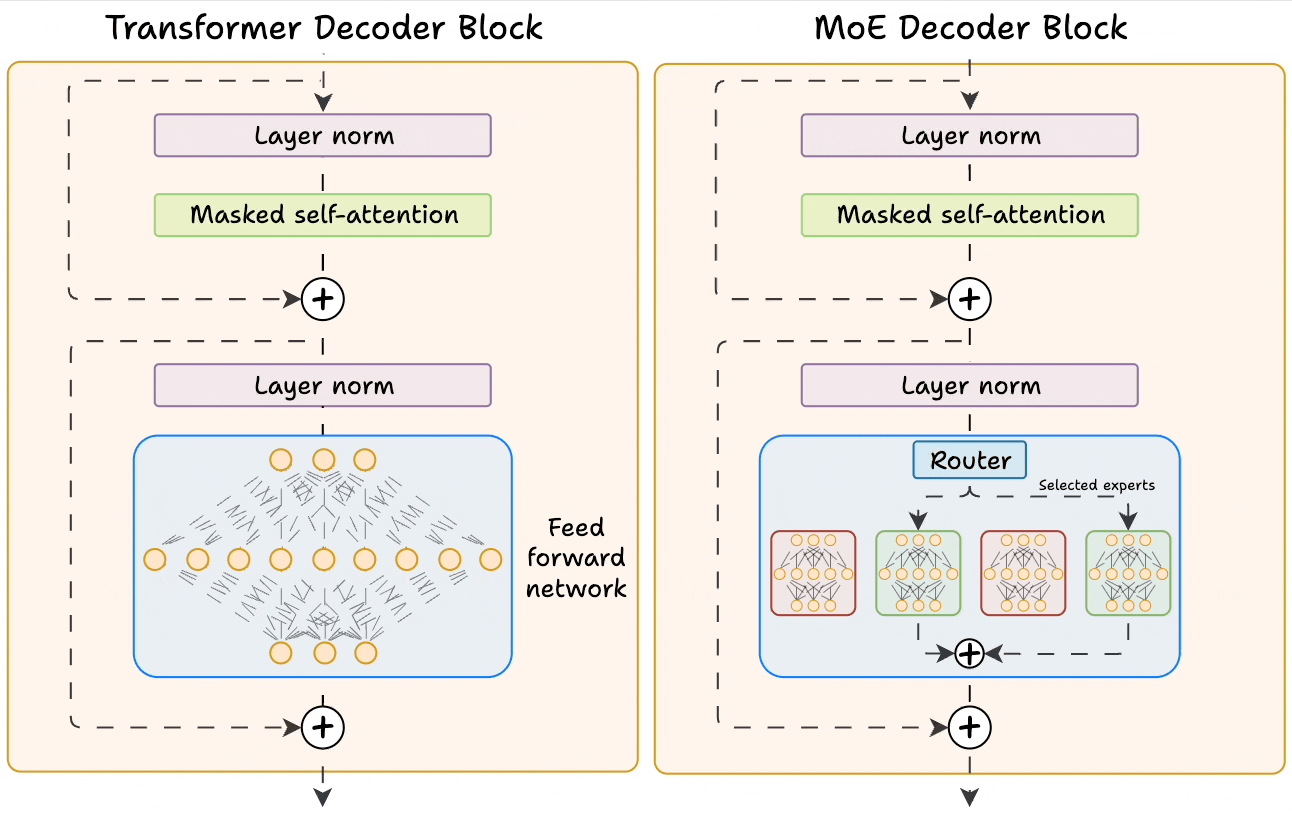 Transformer Decoder Block
Layer norm
Masked self-attention
Layer norm
Feed
forward
network
MoE Decoder Block
Layer norm
Masked self-attention
Layer norm
Router
Selected experts